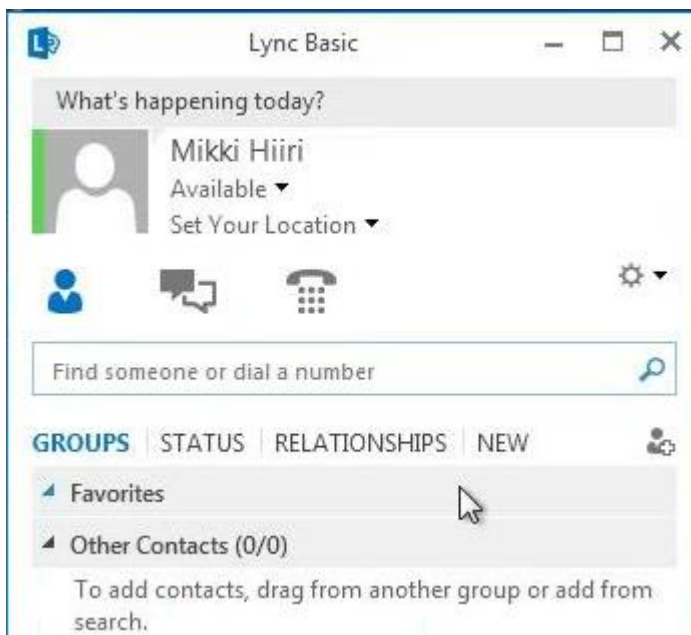 Lync Basic
What's happening today?
Mikki Hiiri
Available
Set Your Location
Find someone or dial a number
GROUPS STATUS RELATIONSHIPS NEW
Favorites
Other Contacts (0/0)
To add contacts, drag from another group or add from
search.